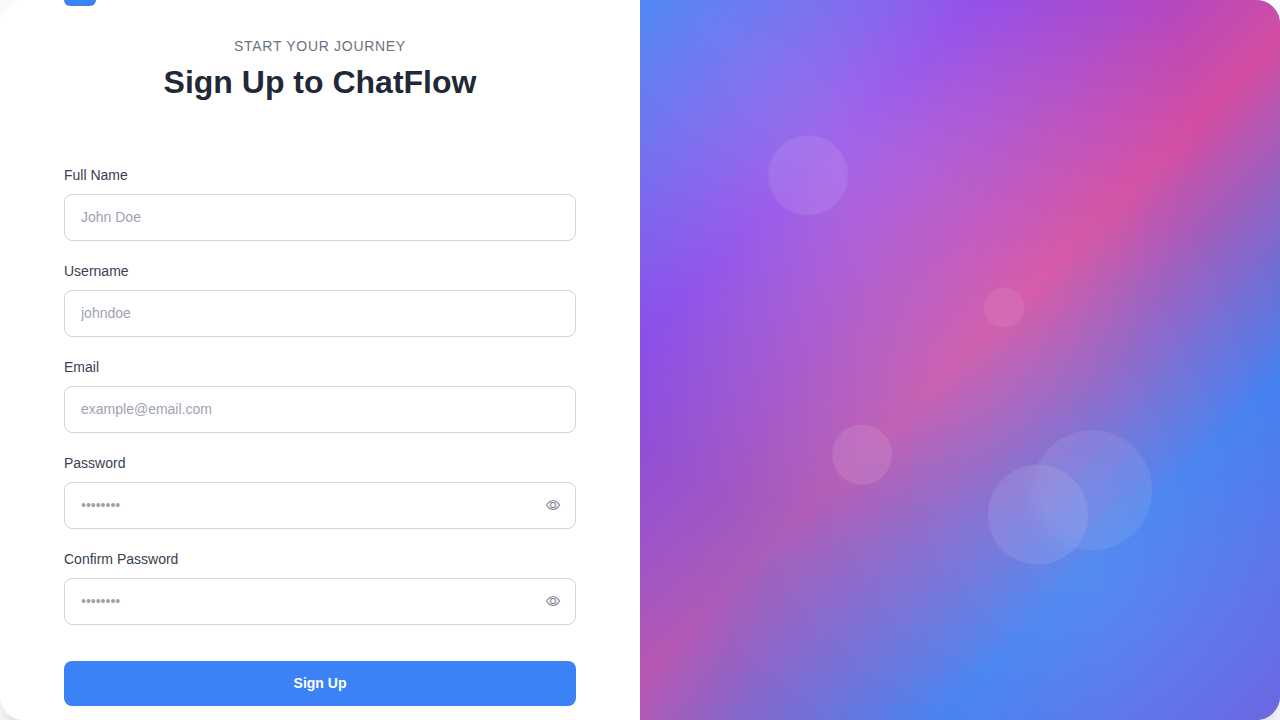 START YOUR JOURNEY
Sign Up to ChatFlow
Full Name
John Doe
Username
johndoe
Email
example@email.com
Password
••••••••
Confirm Password
••••••••
Sign Up